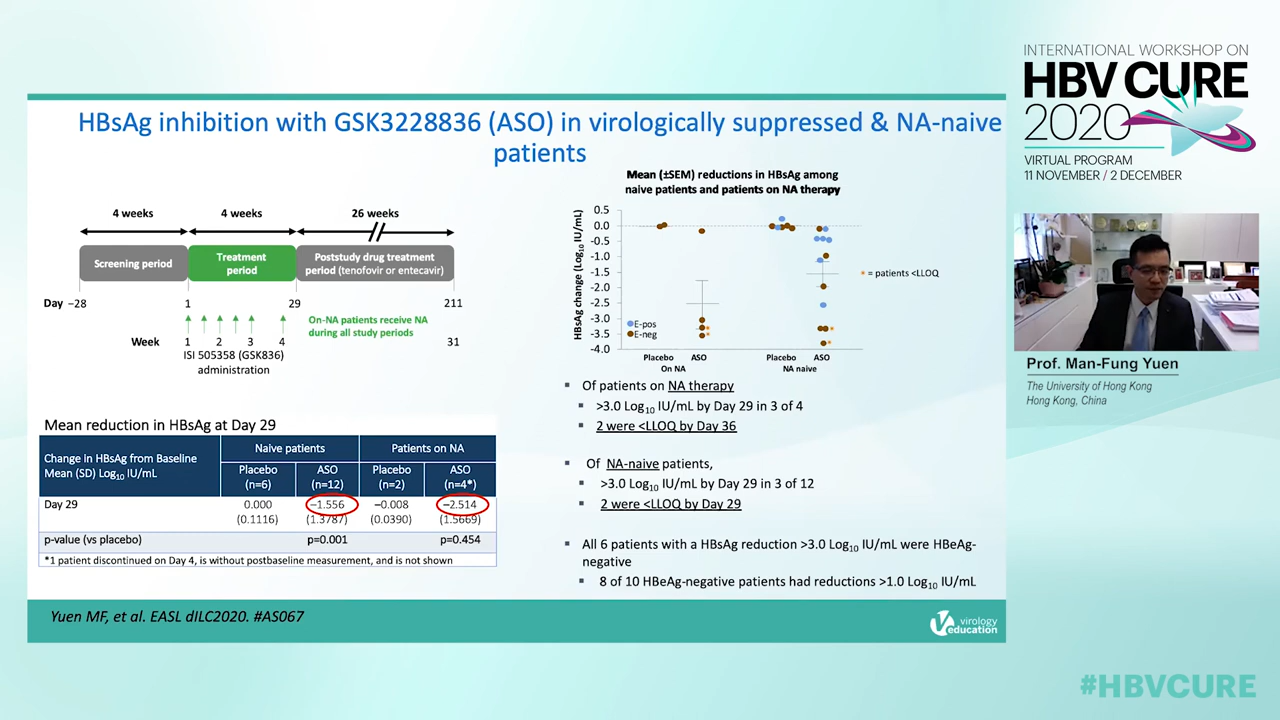 HBsAg inhibition with GSK3228836 (ASO) in virologically suppressed & NA-naive
patients
4 weeks
4 weeks
26 weeks
Screening period
Treatment
period
Poststudy drug treatment
period (tenofovir or entecavir)
Day −28
1
29
211
On-NA patients receive NA
during all study periods
Week
1
2
3
4
31
ISI 505358 (GSK836)
administration
Mean (±SEM) reductions in HBsAg among
naive patients and patients on NA therapy
HBsAg change (Log10 IU/mL)
0.5
0.0
-0.5
-1.0
-1.5
-2.0
-2.5
-3.0
-3.5
-4.0
E-pos
E-neg
* = patients <LLOQ
Placebo
ASO
Placebo
ASO
On NA
NA naive
Mean reduction in HBsAg at Day 29
Change in HBsAg from Baseline
Mean (SD) Log10 IU/mL
Naive patients
Patients on NA
Placebo
(n=6)
ASO
(n=12)
Placebo
(n=2)
ASO
(n=4*)
Day 29
0.000
(0.1116)
−1.556
(1.3787)
−0.008
(0.0390)
−2.514
(1.5669)
p-value (vs placebo)
p=0.001
p=0.454
*1 patient discontinued on Day 4, is without postbaseline measurement, and is not shown
▪ Of patients on NA therapy
▪ >3.0 Log10 IU/mL by Day 29 in 3 of 4
▪ 2 were <LLOQ by Day 36
▪ Of NA-naive patients,
▪ >3.0 Log10 IU/mL by Day 29 in 3 of 12
▪ 2 were <LLOQ by Day 29
▪ All 6 patients with a HBsAg reduction >3.0 Log10 IU/mL were HBeAg-
negative
▪ 8 of 10 HBeAg-negative patients had reductions >1.0 Log10 IU/mL
Yuen MF, et al. EASL dILC2020. #AS067
virology
education
INTERNATIONAL WORKSHOP ON
HBV CURE
2020
VIRTUAL PROGRAM
11 NOVEMBER / 2 DECEMBER
Prof. Man-Fung Yuen
The University of Hong Kong
Hong Kong, China
#HBVCURE